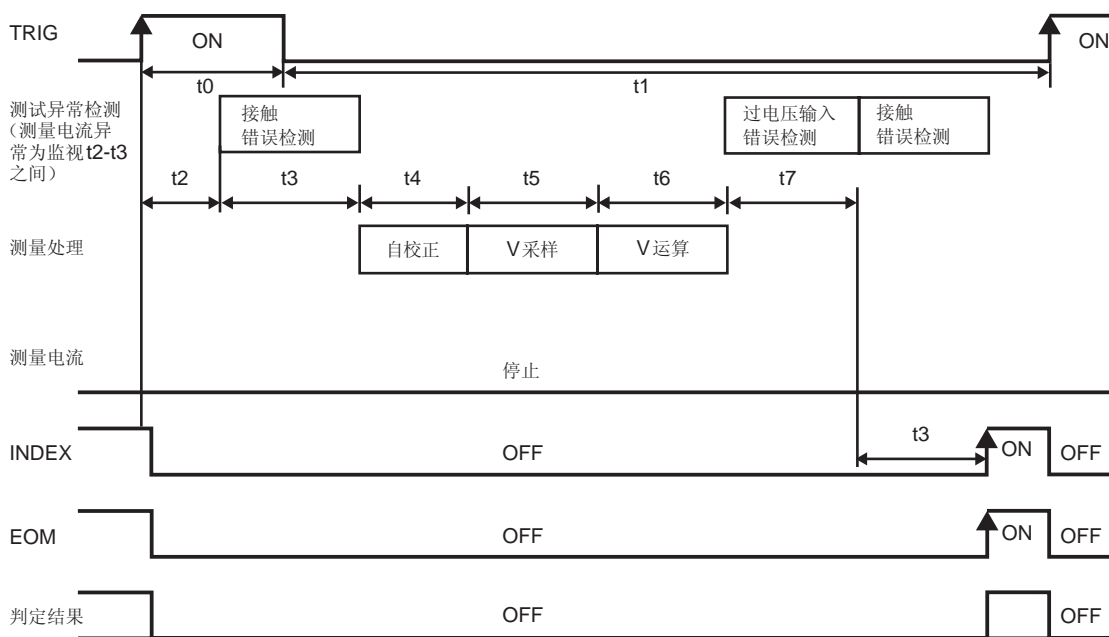 TRIG
ON
ON
t0
t1
测试异常检测
（测量电流异
常为监视t2-t3
之间）
接触
错误检测
过电压输入
错误检测
接触
错误检测
t2
t3
t4
t5
t6
t7
测量处理
自校正
V采样
V运算
测量电流
停止
t3
INDEX
OFF
ON
OFF
EOM
OFF
ON
OFF
判定结果
OFF
OFF